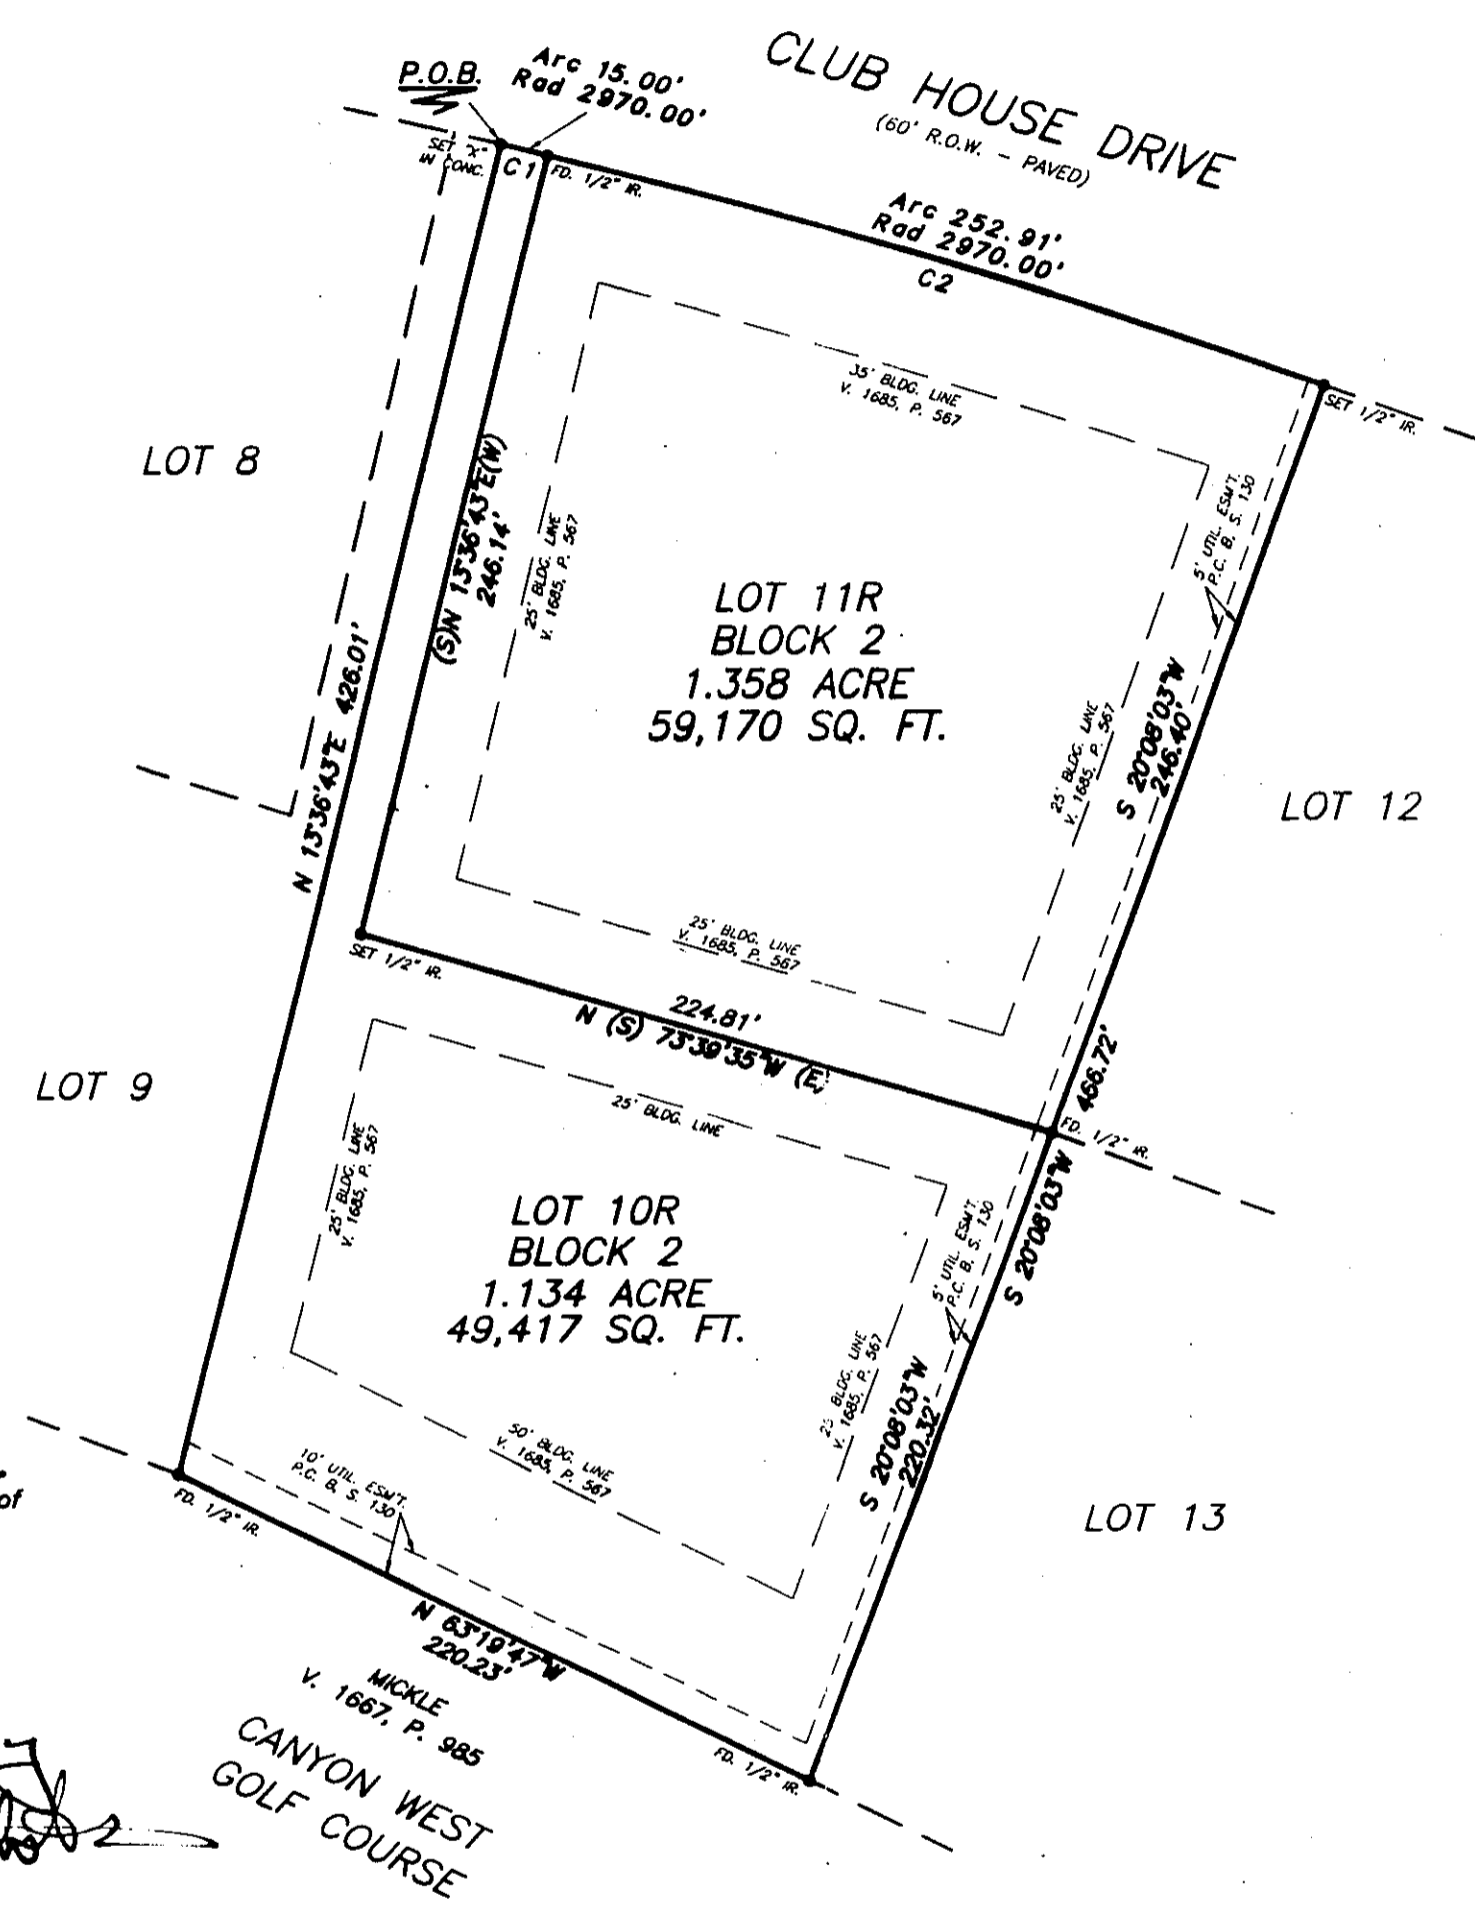 CLUB HOUSE DRIVE
(60' R.O.W. - PAVED)
P.O.B.
Arc 15.00'
Rad 2970.00'
SET "X"
IN CONC.
C1
FD. 1/2" IR.
Arc 252.91'
Rad 2970.00'
C2
SET 1/2" IR.
35' BLDG. LINE
V. 1685, P. 567
LOT 8
(S)N 13°36'43"E(W)
246.14'
25' BLDG. LINE
V. 1685, P. 567
5' UTIL. ESM'T.
P.C. B, S. 130
LOT 11R
BLOCK 2
1.358 ACRE
59,170 SQ. FT.
N 13°36'43"E 426.01'
25' BLDG. LINE
V. 1685, P. 567
S 20°08'03"W
246.40'
LOT 12
25' BLDG. LINE
V. 1685, P. 567
SET 1/2" IR.
224.81'
N (S) 73°39'35"W (E)
466.72'
FD. 1/2" IR.
LOT 9
25' BLDG. LINE
25' BLDG. LINE
V. 1685, P. 567
S 20°08'03"W
LOT 10R
BLOCK 2
1.134 ACRE
49,417 SQ. FT.
5' UTIL. ESM'T.
P.C. B, S. 130
25' BLDG. LINE
V. 1685, P. 567
S 20°08'03"W
220.32'
50' BLDG. LINE
V. 1685, P. 567
10' UTIL. ESM'T.
P.C. B, S. 130
of
FD. 1/2" IR.
LOT 13
N 63°19'47"W
220.23'
MICKLE
V. 1667, P. 985
FD. 1/2" IR.
CANYON WEST
GOLF COURSE